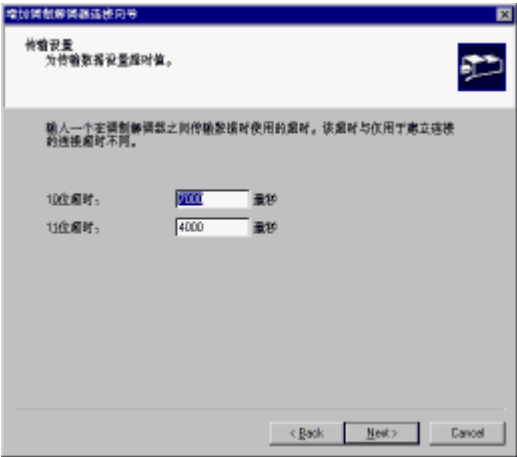 增加调制解调器连接向导
传输设置
为传输数据设置超时值。
输入一个在调制解调器之间传输数据时使用的超时，该超时与仅用于建立连接
的连接超时不同。
10位超时：
2000
毫秒
11位超时：
4000
毫秒
< Back
Next >
Cancel